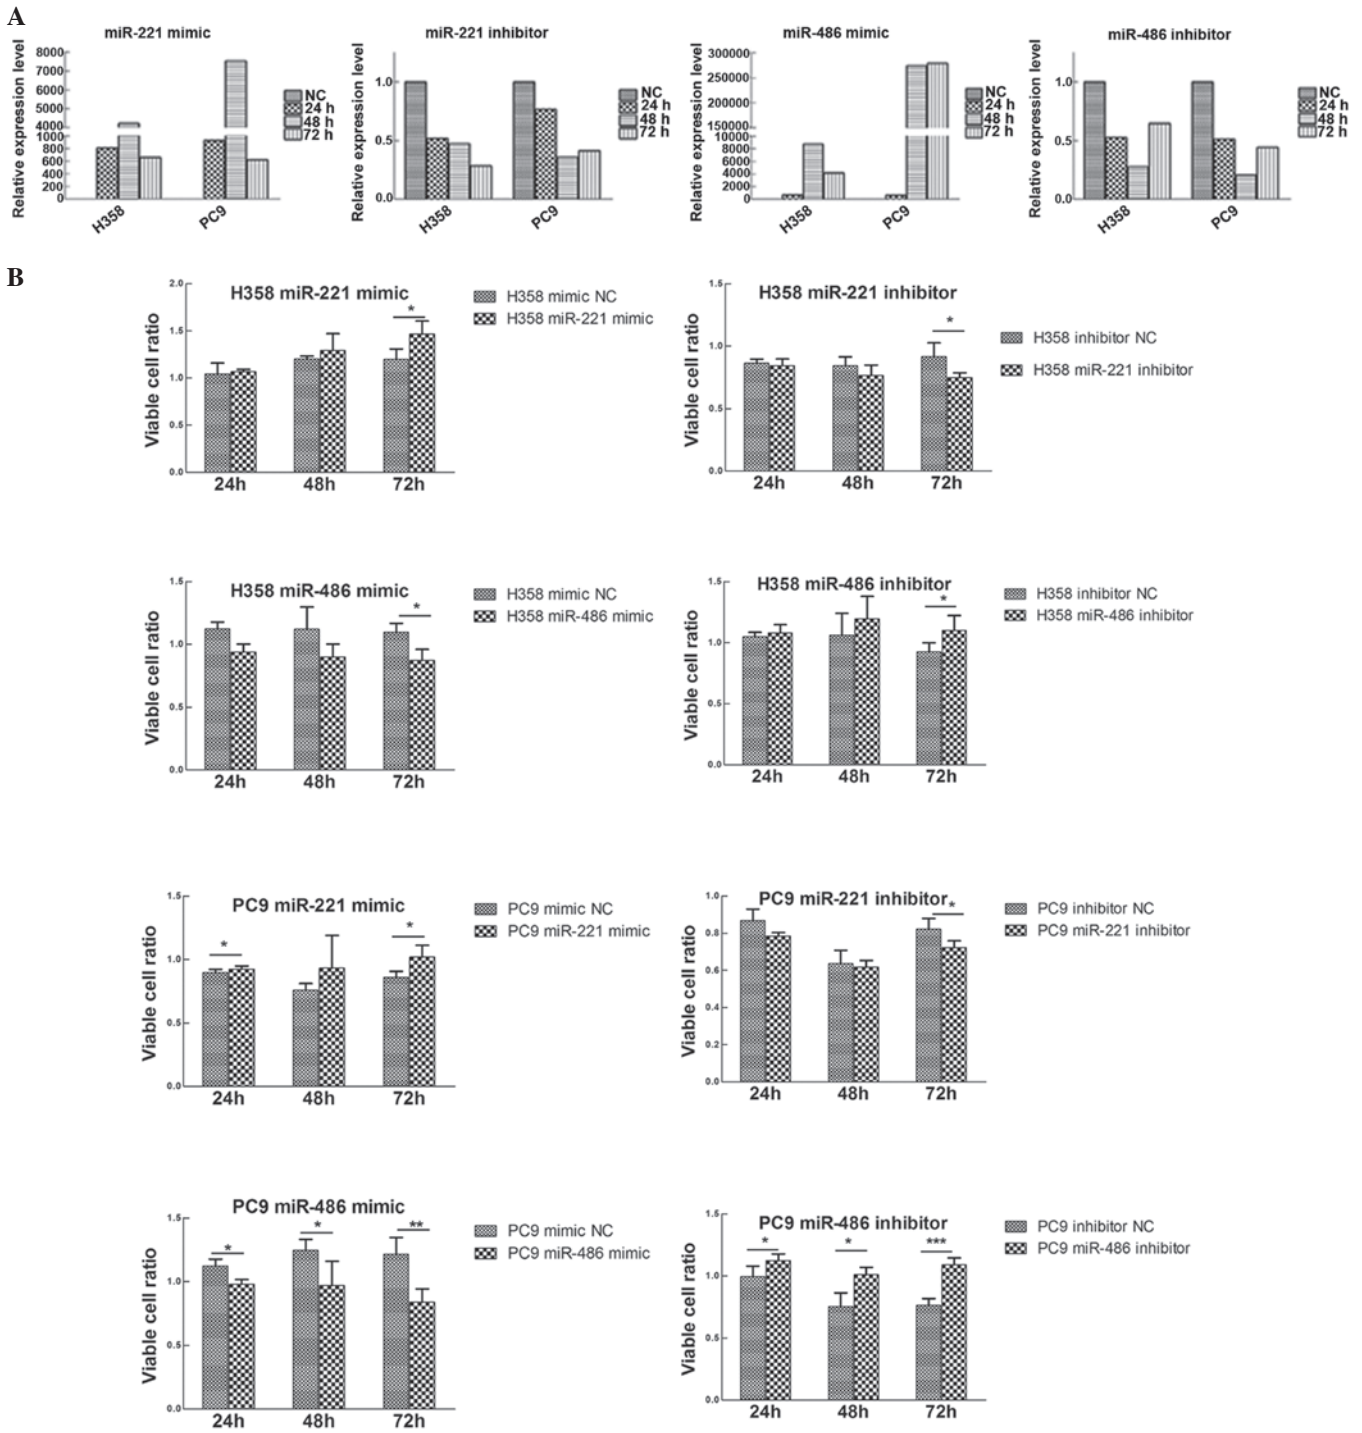 A
miR-221 mimic
Relative expression level
8000
7000
6000
5000
4000
1000
800
600
400
200
0
H358
PC9
NC
24 h
48 h
72 h
miR-221 inhibitor
Relative expression level
1.0
0.5
0.0
H358
PC9
NC
24 h
48 h
72 h
miR-486 mimic
Relative expression level
300000
250000
200000
150000
10000
8000
6000
4000
2000
0
H358
PC9
NC
24 h
48 h
72 h
miR-486 inhibitor
Relative expression level
1.0
0.5
0.0
H358
PC9
NC
24 h
48 h
72 h
B
H358 miR-221 mimic
Viable cell ratio
2.0
1.5
1.0
0.5
0.0
*
24h 48h 72h
H358 mimic NC
H358 miR-221 mimic
H358 miR-221 inhibitor
Viable cell ratio
1.5
1.0
0.5
0.0
*
24h 48h 72h
H358 inhibitor NC
H358 miR-221 inhibitor
H358 miR-486 mimic
Viable cell ratio
1.5
1.0
0.5
0.0
*
24h 48h 72h
H358 mimic NC
H358 miR-486 mimic
H358 miR-486 inhibitor
Viable cell ratio
1.5
1.0
0.5
0.0
*
24h 48h 72h
H358 inhibitor NC
H358 miR-486 inhibitor
PC9 miR-221 mimic
Viable cell ratio
1.5
1.0
0.5
0.0
* *
24h 48h 72h
PC9 mimic NC
PC9 miR-221 mimic
PC9 miR-221 inhibitor
Viable cell ratio
1.0
0.8
0.6
0.4
0.2
0.0
*
24h 48h 72h
PC9 inhibitor NC
PC9 miR-221 inhibitor
PC9 miR-486 mimic
Viable cell ratio
1.5
1.0
0.5
0.0
* * **
24h 48h 72h
PC9 mimic NC
PC9 miR-486 mimic
PC9 miR-486 inhibitor
Viable cell ratio
1.5
1.0
0.5
0.0
* * ***
24h 48h 72h
PC9 inhibitor NC
PC9 miR-486 inhibitor